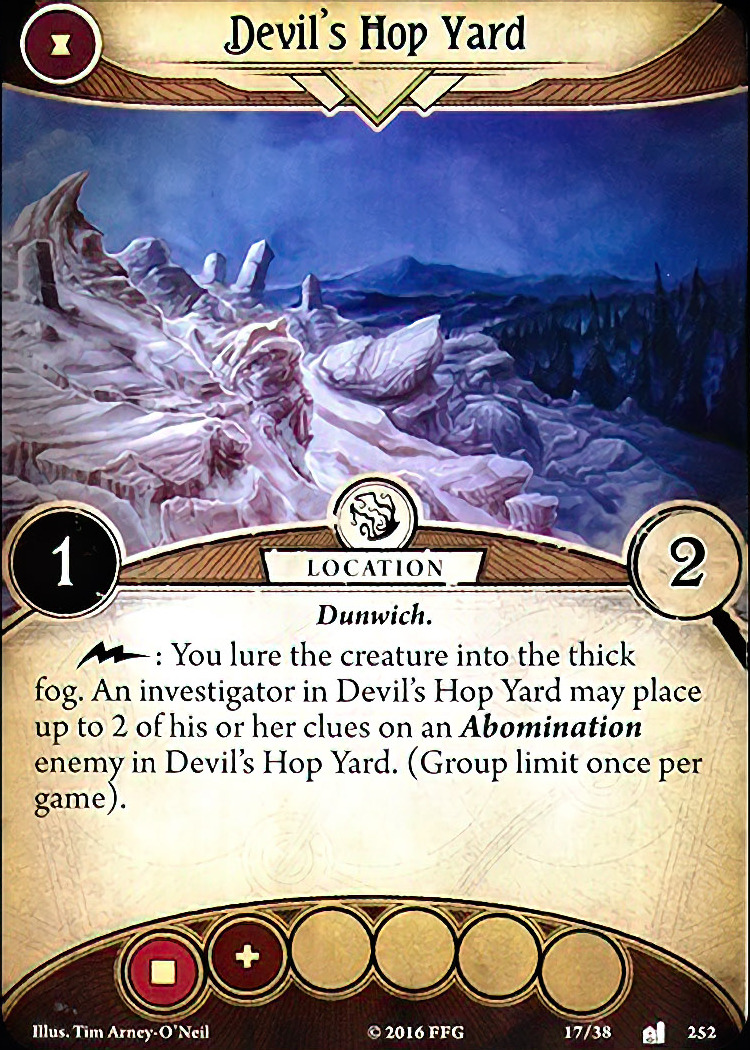 Devil's Hop Yard
1
LOCATION
2
Dunwich.
: You lure the creature into the thick
fog. An investigator in Devil's Hop Yard may place
up to 2 of his or her clues on an Abomination
enemy in Devil's Hop Yard. (Group limit once per
game).
Illus. Tim Arney-O'Neil
© 2016 FFG
17/38
252